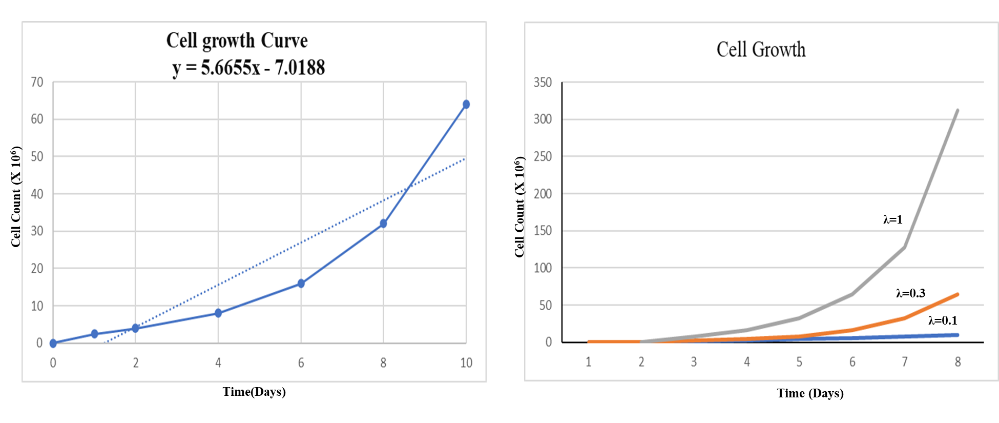 Cell growth Curve
y = 5.6655x - 7.0188
70
60
50
40
30
20
10
0
0 2 4 6 8 10
Cell Count (X 10⁶)
Time(Days)
Cell Growth
350
300
250
200
150
100
50
0
1 2 3 4 5 6 7 8
λ=1
λ=0.3
λ=0.1
Cell Count (X 10⁶)
Time (Days)